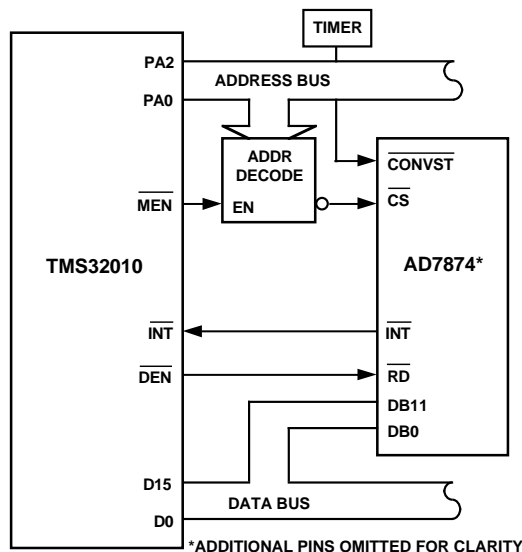 TIMER
PA2
ADDRESS BUS
PA0
ADDR
DECODE
EN
MEN
CONVST
CS
TMS32010
AD7874*
INT
INT
DEN
RD
DB11
DB0
D15
DATA BUS
D0
*ADDITIONAL PINS OMITTED FOR CLARITY